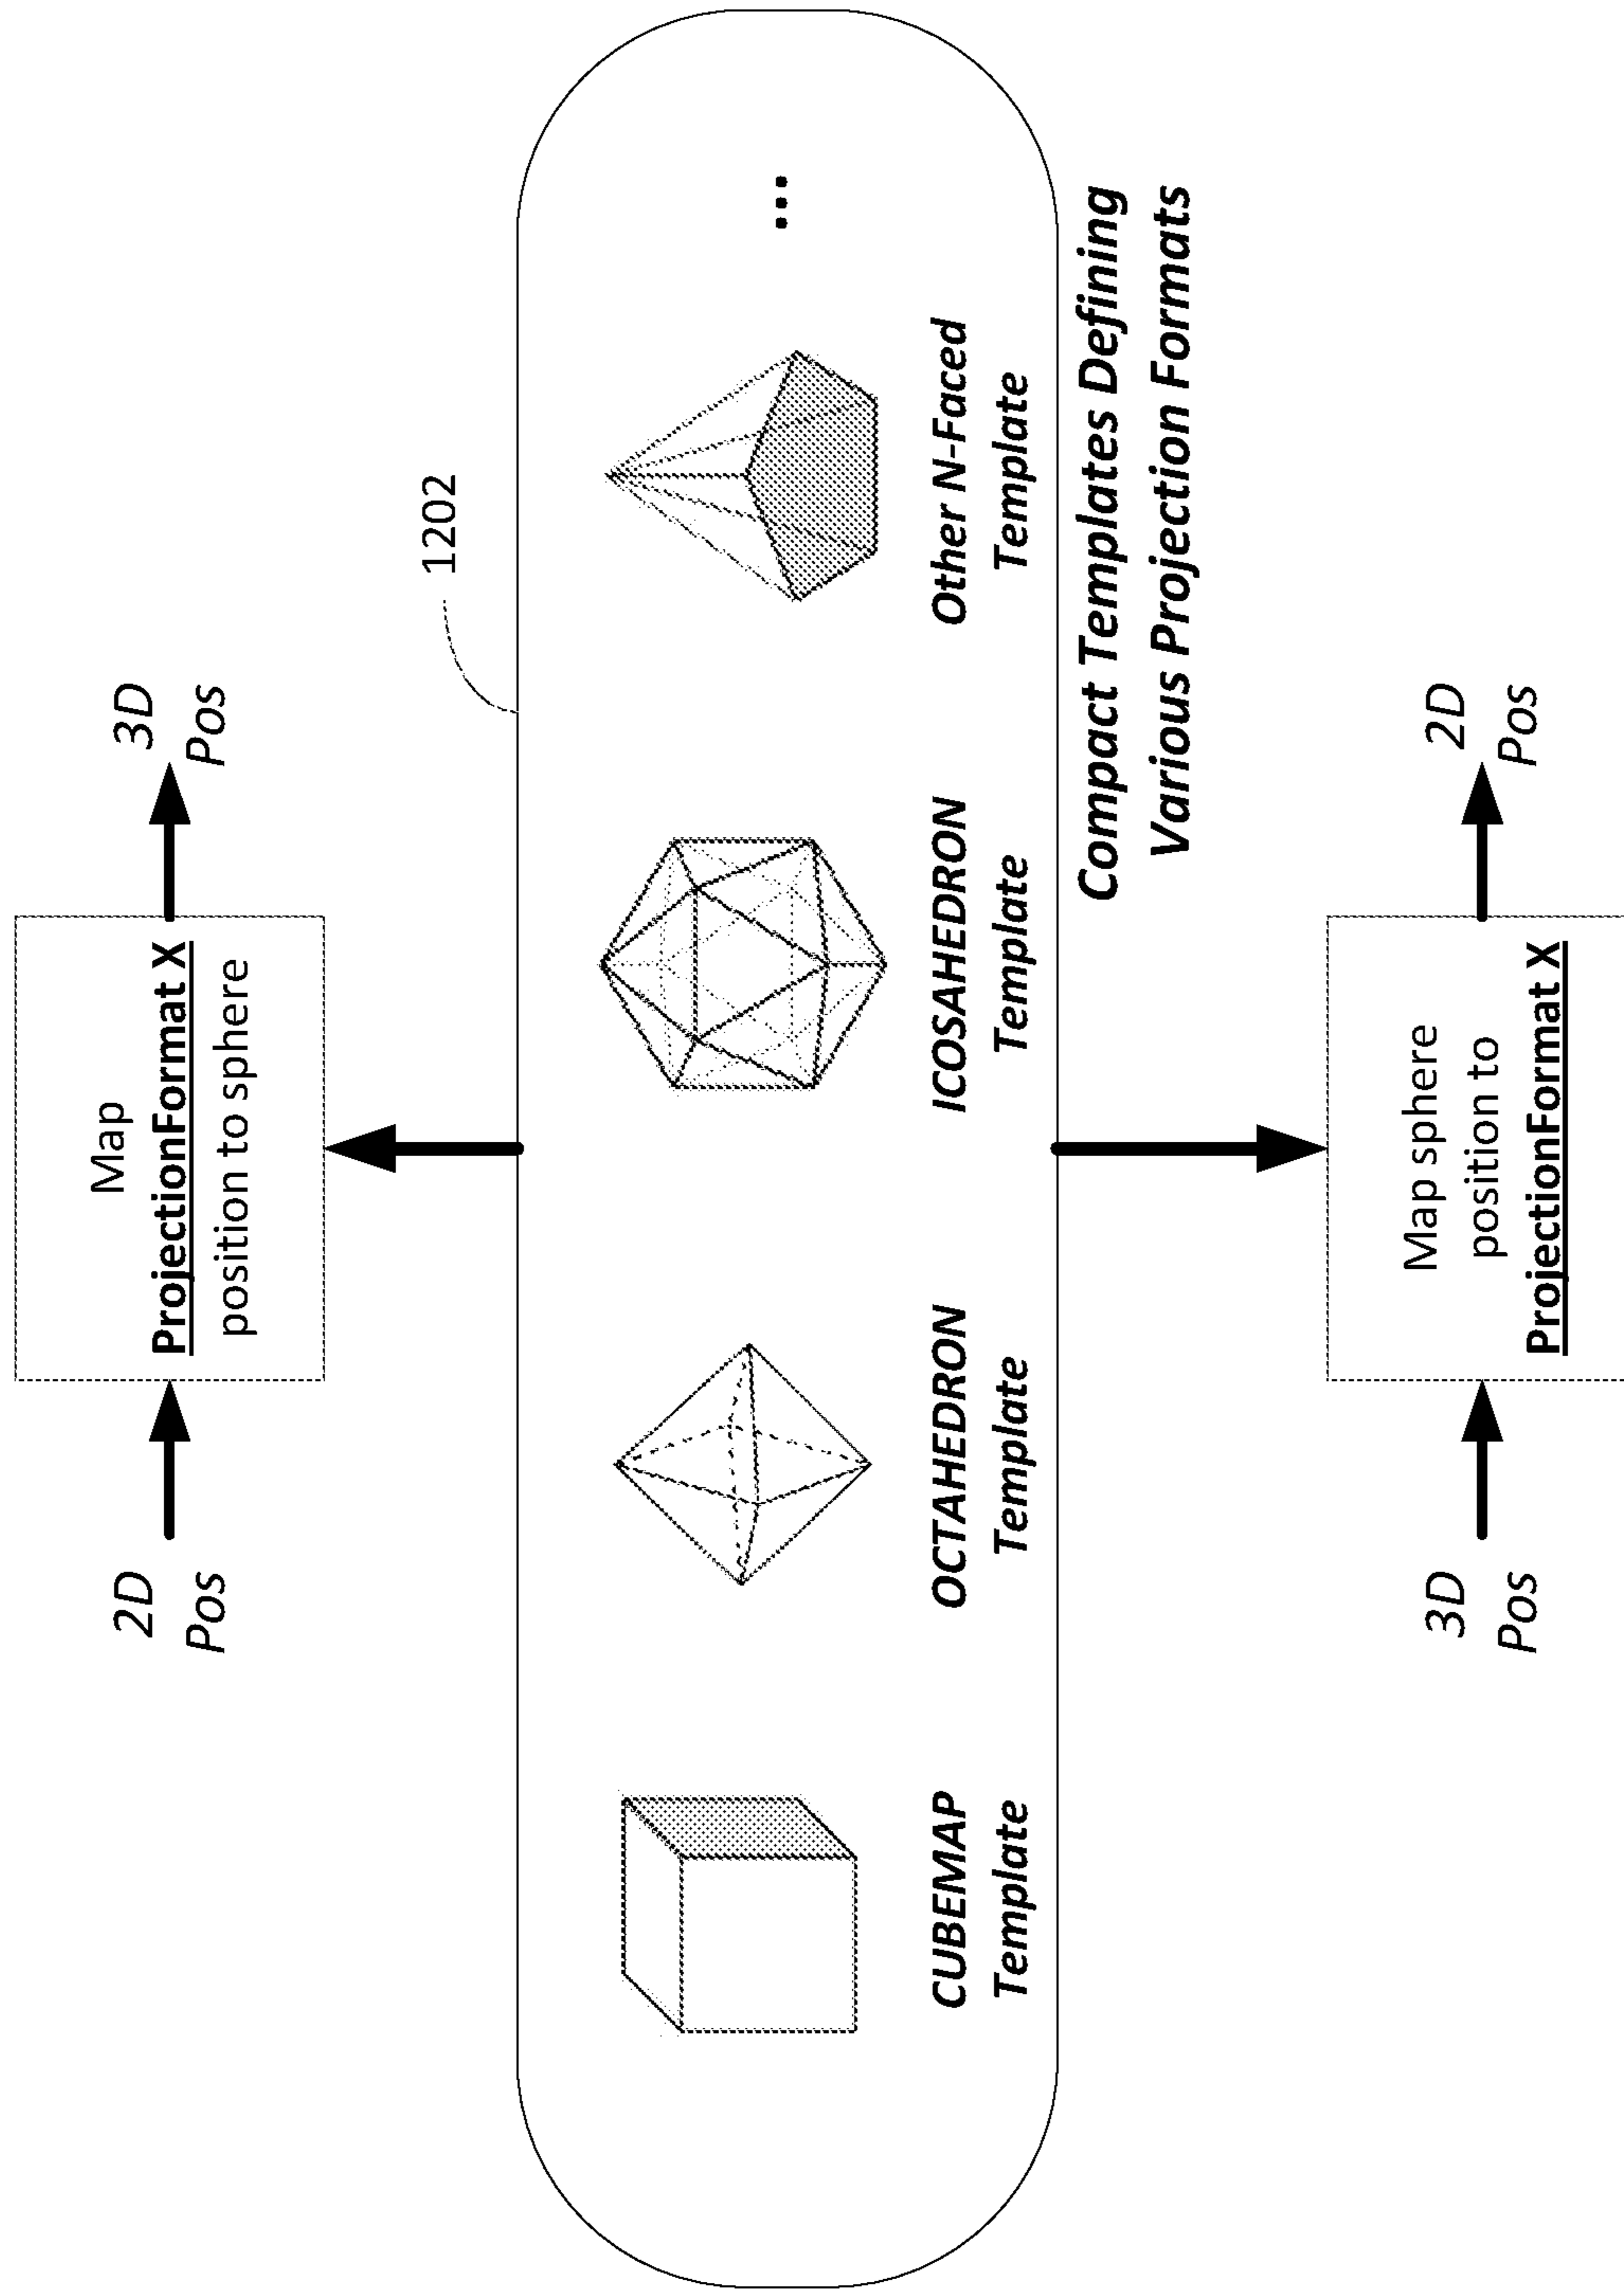 2D
Pos
Map
ProjectionFormat X
position to sphere
3D
Pos
1202
CUBEMAP
Template
OCTAHEDRON
Template
ICOSAHEDRON
Template
Other N-Faced
Template
...
Compact Templates Defining
Various Projection Formats
3D
Pos
Map sphere
position to
ProjectionFormat X
2D
Pos